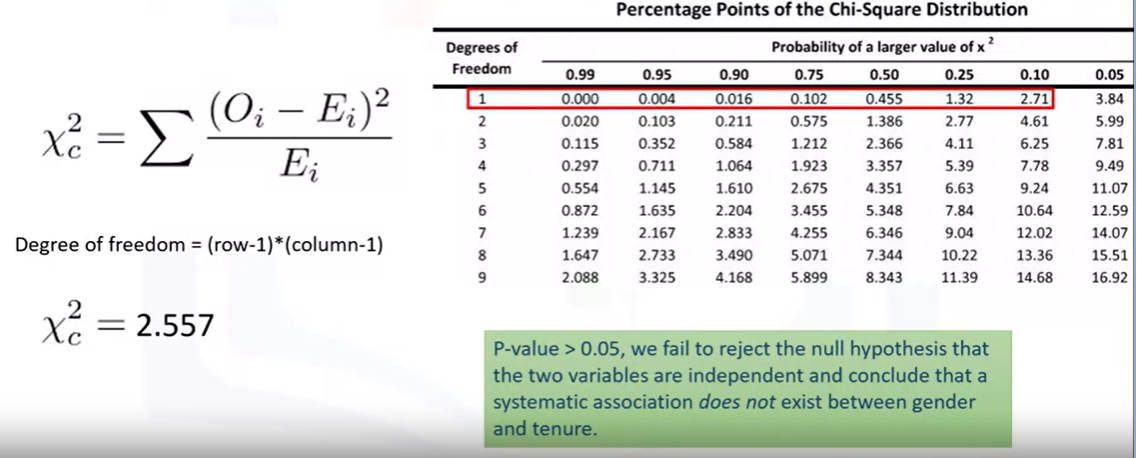 Percentage Points of the Chi-Square Distribution
Degrees of Freedom
Probability of a larger value of x ²
0.99 0.95 0.90 0.75 0.50 0.25 0.10 0.05
1 0.000 0.004 0.016 0.102 0.455 1.32 2.71 3.84
2 0.020 0.103 0.211 0.575 1.386 2.77 4.61 5.99
3 0.115 0.352 0.584 1.212 2.366 4.11 6.25 7.81
4 0.297 0.711 1.064 1.923 3.357 5.39 7.78 9.49
5 0.554 1.145 1.610 2.675 4.351 6.63 9.24 11.07
6 0.872 1.635 2.204 3.455 5.348 7.84 10.64 12.59
7 1.239 2.167 2.833 4.255 6.346 9.04 12.02 14.07
8 1.647 2.733 3.490 5.071 7.344 10.22 13.36 15.51
9 2.088 3.325 4.168 5.899 8.343 11.39 14.68 16.92
χ²c = ∑ (Oi − Ei)² / Ei
Degree of freedom = (row-1)*(column-1)
χ²c = 2.557
P-value > 0.05, we fail to reject the null hypothesis that
the two variables are independent and conclude that a
systematic association does not exist between gender
and tenure.